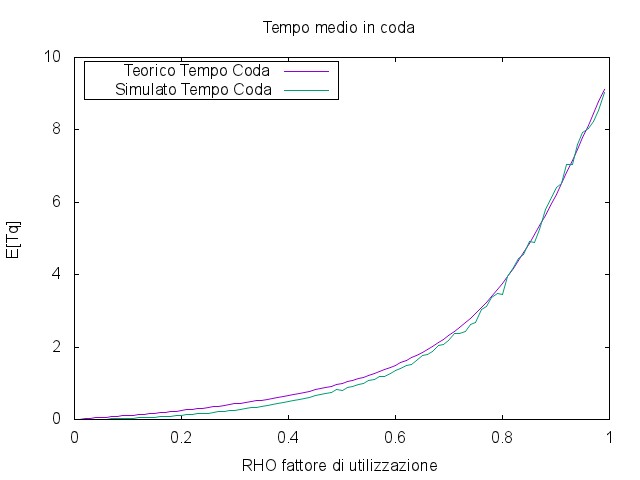 Tempo medio in coda
Teorico Tempo Coda
Simulato Tempo Coda
10
8
6
4
2
0
E[Tq]
0 0.2 0.4 0.6 0.8 1
RHO fattore di utilizzazione